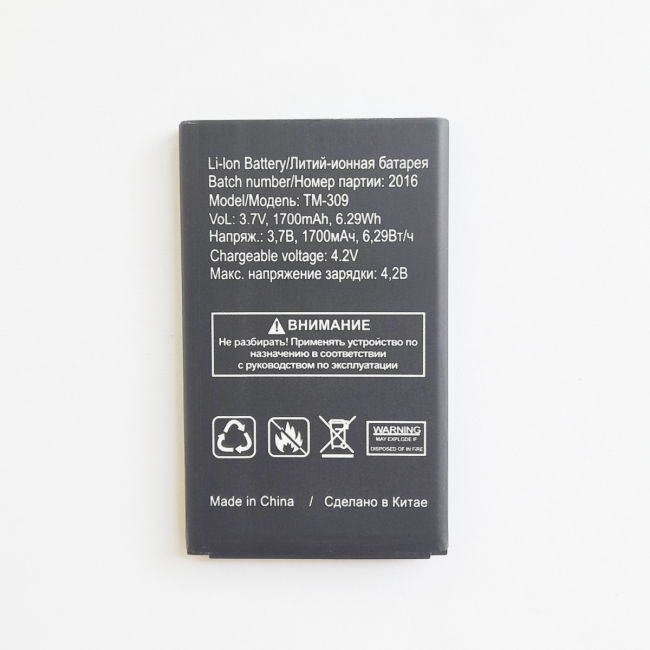 Li-Ion Battery/Литий-ионная батарея
Batch number/Номер партии: 2016
Model/Модель: TM-309
VoL: 3.7V, 1700mAh, 6.29Wh
Напряж.: 3,7В, 1700мАч, 6,29Вт/ч
Chargeable voltage: 4.2V
Макс. напряжение зарядки: 4,2В
ВНИМАНИЕ
Не разбирать! Применять устройство по
назначению в соответствии
с руководством по эксплуатации
WARNING
MAY EXPLODE IF
DISPOSED OF IN FIRE
Made in China / Сделано в Китае